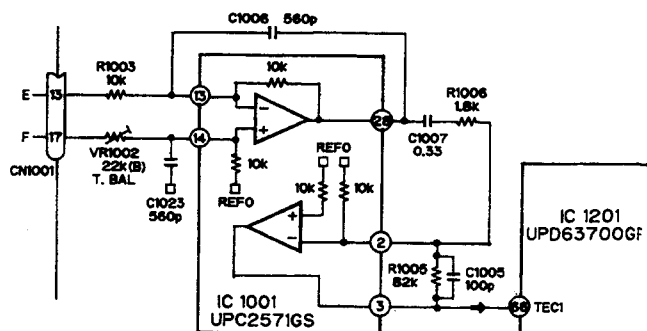 C1006 560p
R1003
10k
10k
E
13
13
28
R1006
1.8k
C1007
0.33
F
17
14
VR1002
22k(B)
T. BAL
CN1001
10k
REFO
REFO
C1023
560p
10k
10k
IC 1201
UPD63700GF
2
R1005
82k
C1005
100p
IC 1001
UPC2571GS
3
66
TEC1